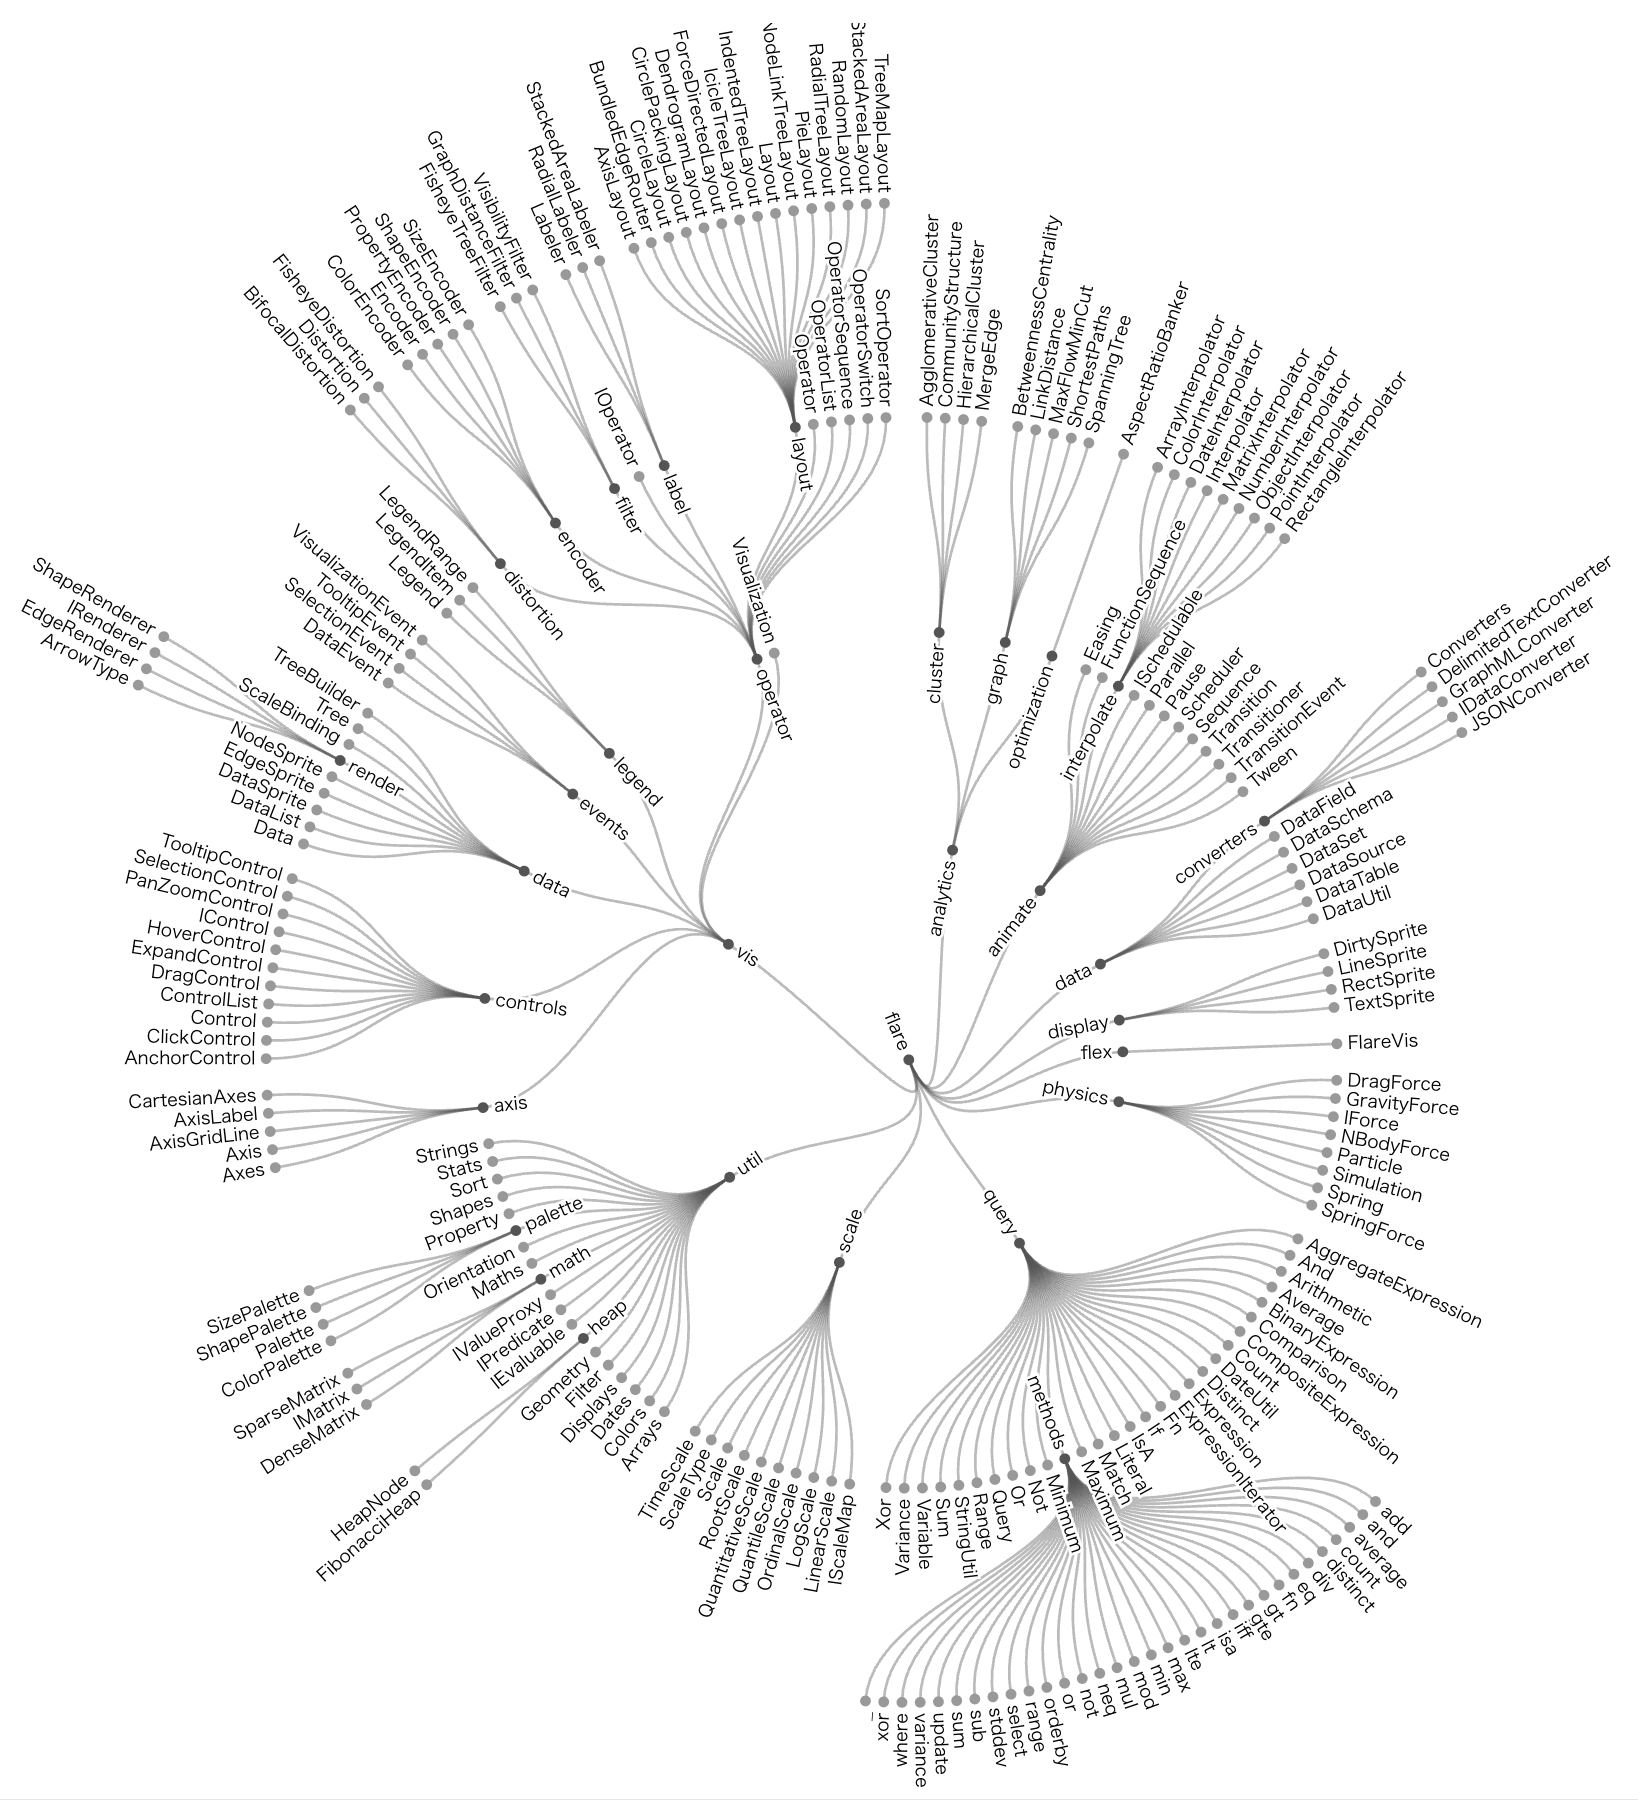 flare
analytics
cluster
AgglomerativeCluster
CommunityStructure
HierarchicalCluster
MergeEdge
graph
BetweennessCentrality
LinkDistance
MaxFlowMinCut
ShortestPaths
SpanningTree
optimization
AspectRatioBanker
animate
Easing
FunctionSequence
interpolate
ArrayInterpolator
ColorInterpolator
DateInterpolator
Interpolator
MatrixInterpolator
NumberInterpolator
ObjectInterpolator
PointInterpolator
RectangleInterpolator
ISchedulable
Parallel
Pause
Scheduler
Sequence
Transition
Transitioner
TransitionEvent
Tween
data
converters
Converters
DelimitedTextConverter
GraphMLConverter
IDataConverter
JSONConverter
DataField
DataSchema
DataSet
DataSource
DataTable
DataUtil
display
DirtySprite
LineSprite
RectSprite
TextSprite
flex
FlareVis
physics
DragForce
GravityForce
IForce
NBodyForce
Particle
Simulation
Spring
SpringForce
query
AggregateExpression
And
Arithmetic
Average
BinaryExpression
Comparison
CompositeExpression
Count
DateUtil
Distinct
Expression
ExpressionIterator
Fn
If
IsA
Literal
Match
Maximum
methods
add
and
average
count
distinct
div
eq
fn
gt
gte
iff
isa
lt
lte
max
min
mod
mul
neq
not
or
orderby
range
select
stddev
sub
sum
update
variance
where
xor
_
Minimum
Not
Or
Query
Range
StringUtil
Sum
Variable
Variance
Xor
scale
IScaleMap
LinearScale
LogScale
OrdinalScale
QuantileScale
QuantitativeScale
RootScale
Scale
ScaleType
TimeScale
util
Arrays
Colors
Dates
Displays
Filter
Geometry
heap
FibonacciHeap
HeapNode
IEvaluable
IPredicate
IValueProxy
math
DenseMatrix
IMatrix
SparseMatrix
Maths
Orientation
palette
ColorPalette
Palette
ShapePalette
SizePalette
Property
Shapes
Sort
Stats
Strings
vis
axis
Axes
Axis
AxisGridLine
AxisLabel
CartesianAxes
controls
AnchorControl
ClickControl
Control
ControlList
DragControl
ExpandControl
HoverControl
IControl
PanZoomControl
SelectionControl
TooltipControl
data
Data
DataList
DataSprite
EdgeSprite
NodeSprite
render
ArrowType
EdgeRenderer
IRenderer
ShapeRenderer
ScaleBinding
Tree
TreeBuilder
events
DataEvent
SelectionEvent
TooltipEvent
VisualizationEvent
legend
Legend
LegendItem
LegendRange
operator
distortion
BifocalDistortion
Distortion
FisheyeDistortion
encoder
ColorEncoder
Encoder
PropertyEncoder
ShapeEncoder
SizeEncoder
filter
FisheyeTreeFilter
GraphDistanceFilter
VisibilityFilter
IOperator
label
Labeler
RadialLabeler
StackedAreaLabeler
layout
AxisLayout
BundledEdgeRouter
CircleLayout
CirclePackingLayout
DendrogramLayout
ForceDirectedLayout
IcicleTreeLayout
IndentedTreeLayout
Layout
NodeLinkTreeLayout
PieLayout
RadialTreeLayout
RandomLayout
StackedAreaLayout
TreeMapLayout
Operator
OperatorList
OperatorSequence
OperatorSwitch
SortOperator
Visualization